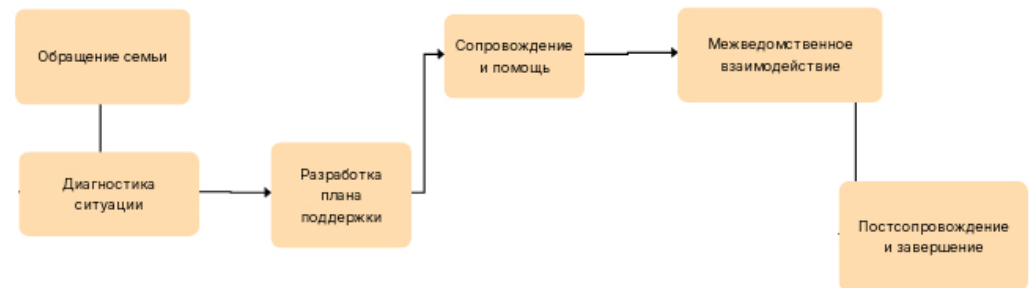 Обращение семьи
Диагностика
ситуации
Разработка
плана
поддержки
Сопровождение
и помощь
Межведомственное
взаимодействие
Постсопровождение
и завершение